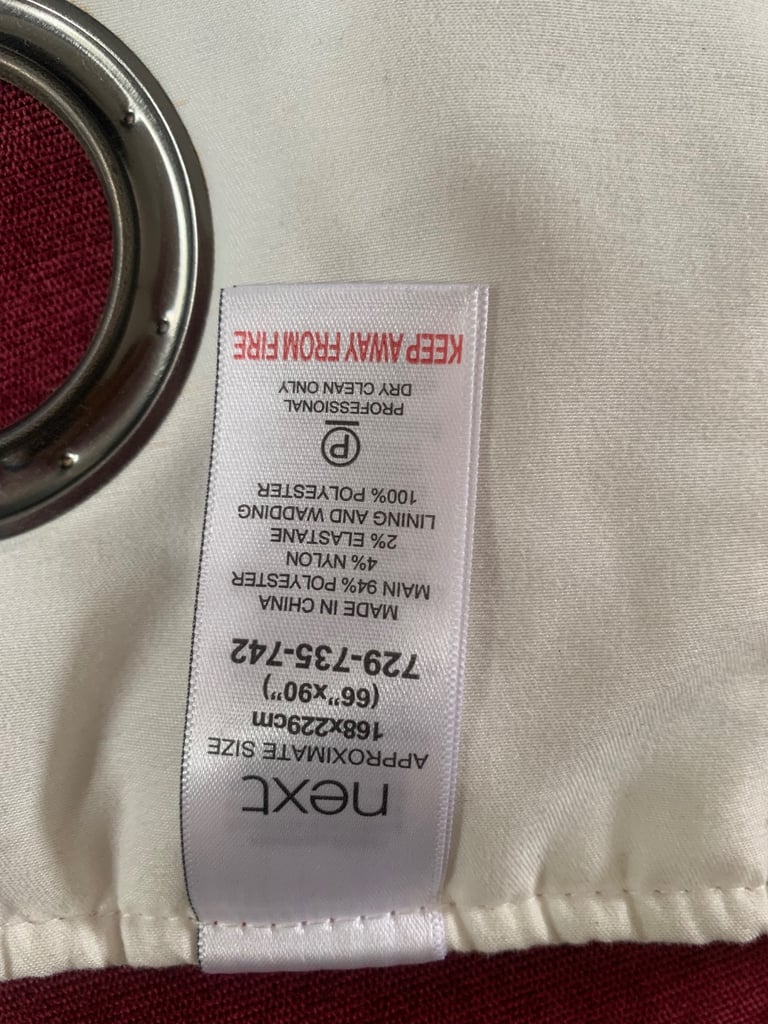 next
APPROXIMATE SIZE
168x229cm
(66"x90")
729-735-742
MADE IN CHINA
MAIN 94% POLYESTER
4% NYLON
2% ELASTANE
LINING AND WADDING
100% POLYESTER
P
PROFESSIONAL
DRY CLEAN ONLY
KEEP AWAY FROM FIRE